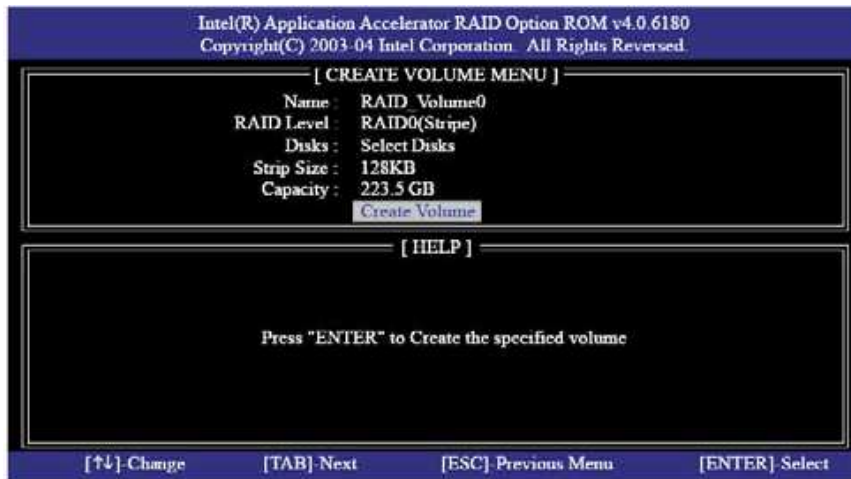 Intel(R) Application Accelerator RAID Option ROM v4.0.6180
Copyright(C) 2003-04 Intel Corporation. All Rights Reversed.
[ CREATE VOLUME MENU ]
Name : RAID_Volume0
RAID Level : RAID0(Stripe)
Disks : Select Disks
Strip Size : 128KB
Capacity : 223.5 GB
Create Volume
[ HELP ]
Press "ENTER" to Create the specified volume
[↑↓]-Change [TAB]-Next [ESC]-Previous Menu [ENTER]-Select